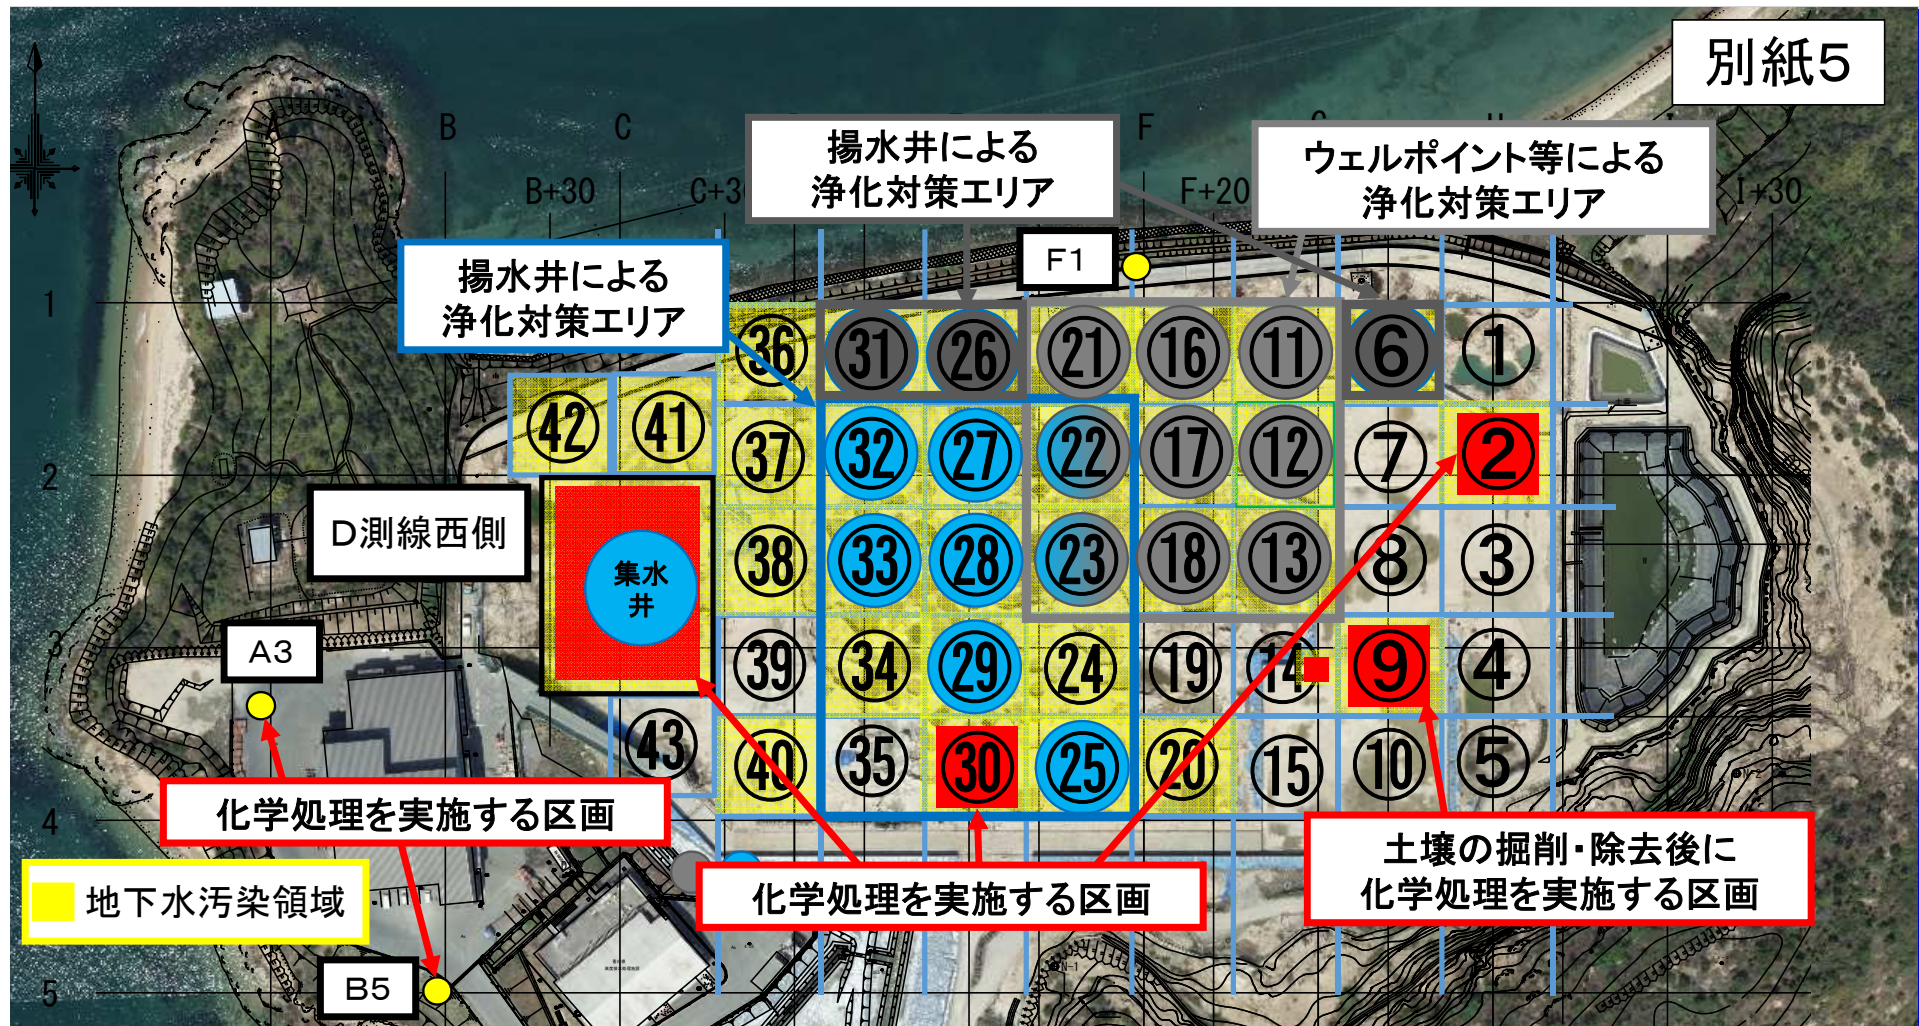 別紙5
B
C
F
B+30
C+3
F+20
I+30
揚水井による
浄化対策エリア
ウェルポイント等による
浄化対策エリア
F1
揚水井による
浄化対策エリア
1
㊱
㉛
㉖
㉑
⑯
⑪
⑥
①
㊷
㊶
㊲
㉜
㉗
㉒
⑰
⑫
⑦
②
2
D測線西側
集水
井
㊳
㉝
㉘
㉓
⑱
⑬
⑧
③
3
A3
㊴
㉞
㉙
㉔
⑲
⑭
⑨
④
㊸
㊵
㉟
㉚
㉕
⑳
⑮
⑩
⑤
化学処理を実施する区画
4
土壌の掘削・除去後に
化学処理を実施する区画
化学処理を実施する区画
地下水汚染領域
B5
5
N-1
N-2